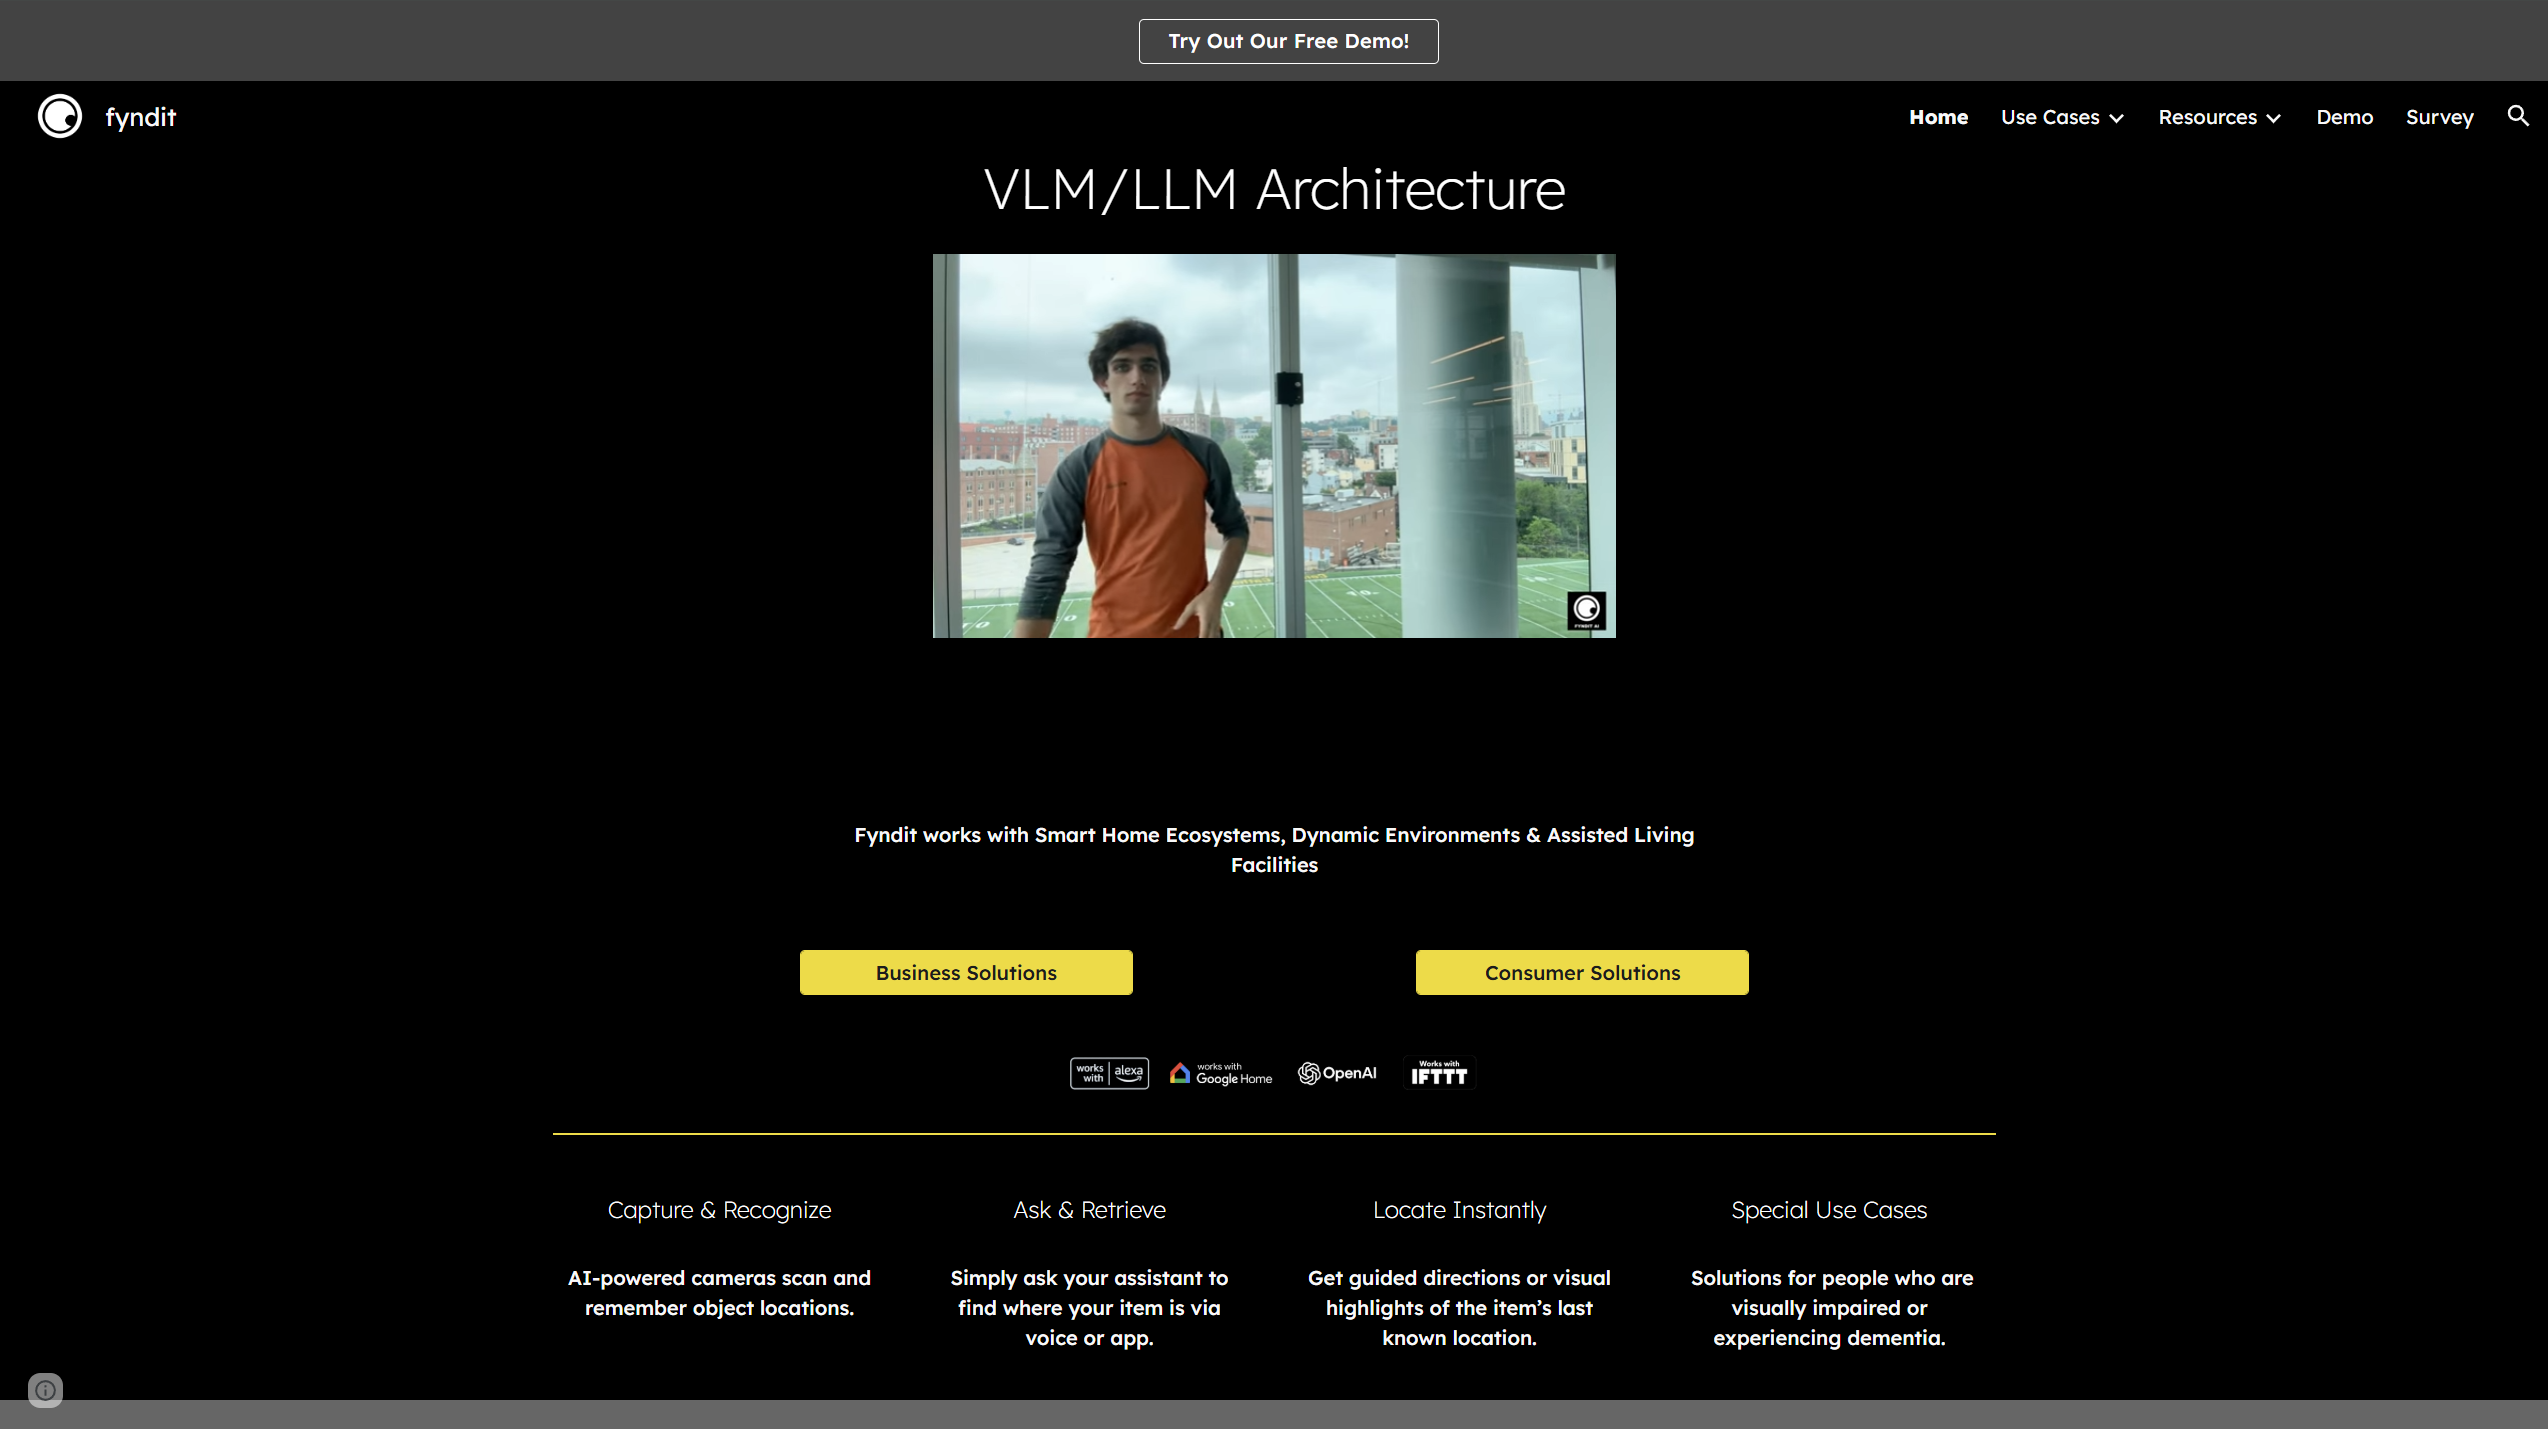 Try Out Our Free Demo!
fyndit
Home Use Cases Resources Demo Survey
VLM/LLM Architecture
FYNDIT AI
Fyndit works with Smart Home Ecosystems, Dynamic Environments & Assisted Living
Facilities
Business Solutions
Consumer Solutions
works with alexa
works with Google Home
OpenAI
Works with IFTTT
Capture & Recognize
AI-powered cameras scan and
remember object locations.
Ask & Retrieve
Simply ask your assistant to
find where your item is via
voice or app.
Locate Instantly
Get guided directions or visual
highlights of the item’s last
known location.
Special Use Cases
Solutions for people who are
visually impaired or
experiencing dementia.